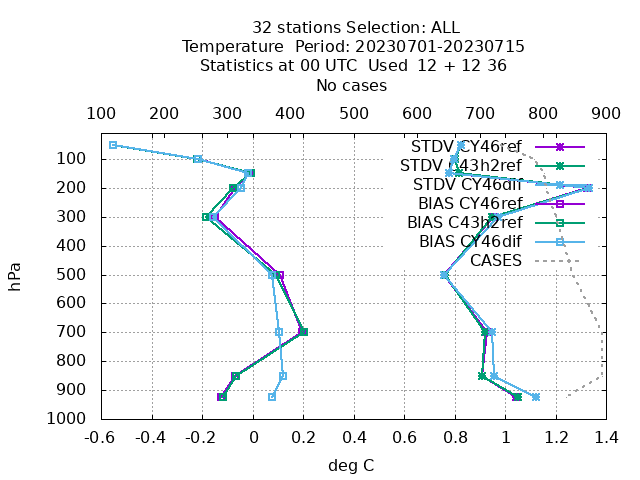 32 stations Selection: ALL
Temperature  Period: 20230701-20230715
Statistics at 00 UTC  Used  12 + 12 36
No cases
100 200 300 400 500 600 700 800 900
STDV CY46ref
STDV C43h2ref
STDV CY46dif
BIAS CY46ref
BIAS C43h2ref
BIAS CY46dif
CASES
hPa
100
200
300
400
500
600
700
800
900
1000
-0.6 -0.4 -0.2 0 0.2 0.4 0.6 0.8 1 1.2 1.4
deg C